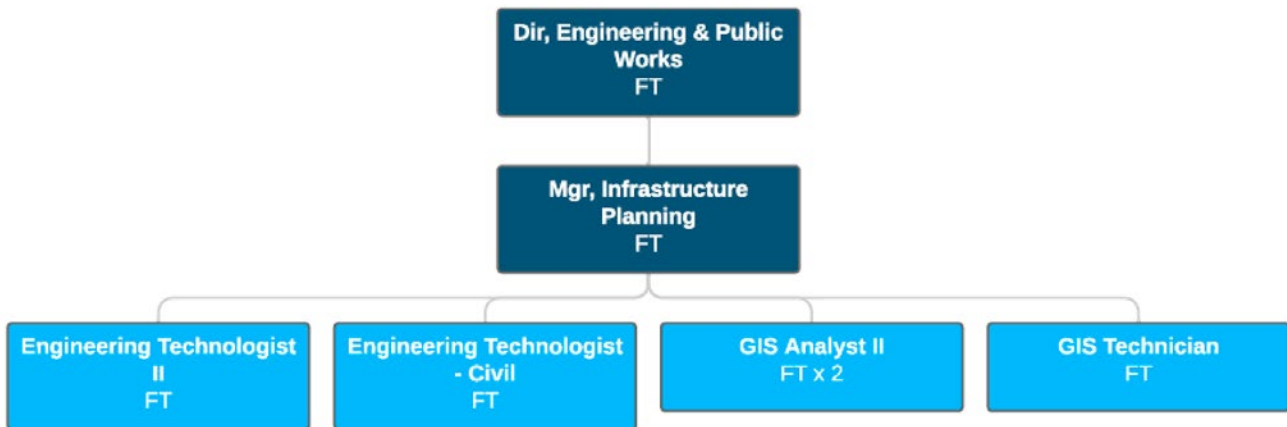 Dir, Engineering & Public
Works
FT
Mgr, Infrastructure
Planning
FT
Engineering Technologist
II
FT
Engineering Technologist
- Civil
FT
GIS Analyst II
FT x 2
GIS Technician
FT